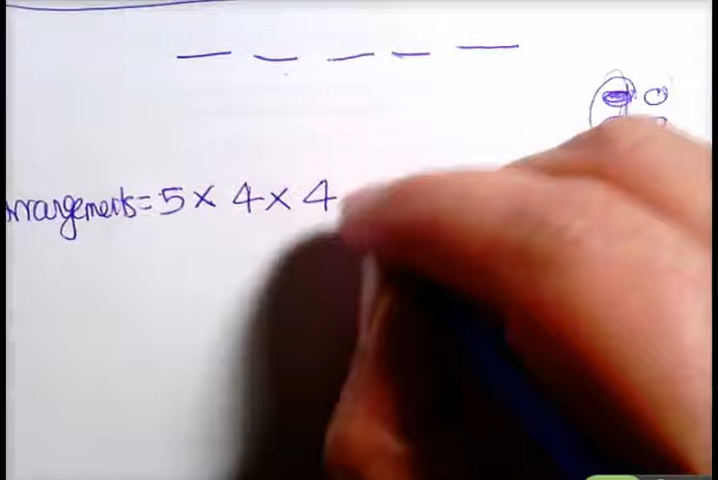 rrangements = 5 × 4 × 4